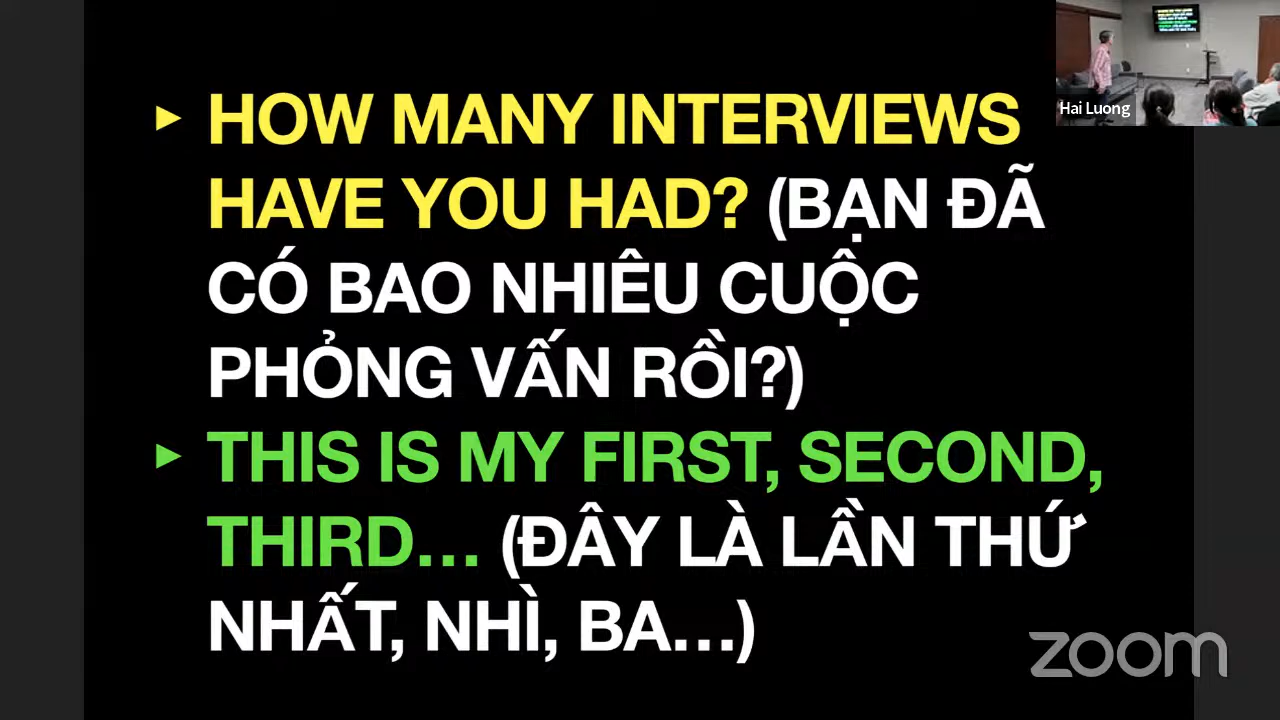 HOW MANY INTERVIEWS
HAVE YOU HAD? (BẠN ĐÃ
CÓ BAO NHIÊU CUỘC
PHỎNG VẤN RỒI?)
THIS IS MY FIRST, SECOND,
THIRD… (ĐÂY LÀ LẦN THỨ
NHẤT, NHÌ, BA…)
Hai Luong
zoom